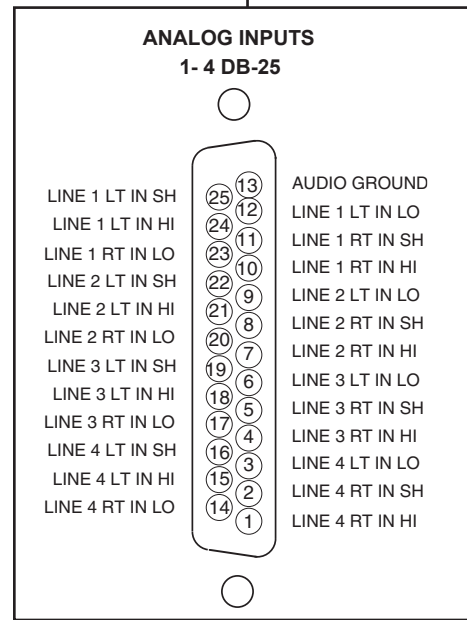 ANALOG INPUTS
1- 4 DB-25
LINE 1 LT IN SH
LINE 1 LT IN HI
LINE 1 RT IN LO
LINE 2 LT IN SH
LINE 2 LT IN HI
LINE 2 RT IN LO
LINE 3 LT IN SH
LINE 3 LT IN HI
LINE 3 RT IN LO
LINE 4 LT IN SH
LINE 4 LT IN HI
LINE 4 RT IN LO
25
24
23
22
21
20
19
18
17
16
15
14
13
12
11
10
9
8
7
6
5
4
3
2
1
AUDIO GROUND
LINE 1 LT IN LO
LINE 1 RT IN SH
LINE 1 RT IN HI
LINE 2 LT IN LO
LINE 2 RT IN SH
LINE 2 RT IN HI
LINE 3 LT IN LO
LINE 3 RT IN SH
LINE 3 RT IN HI
LINE 4 LT IN LO
LINE 4 RT IN SH
LINE 4 RT IN HI